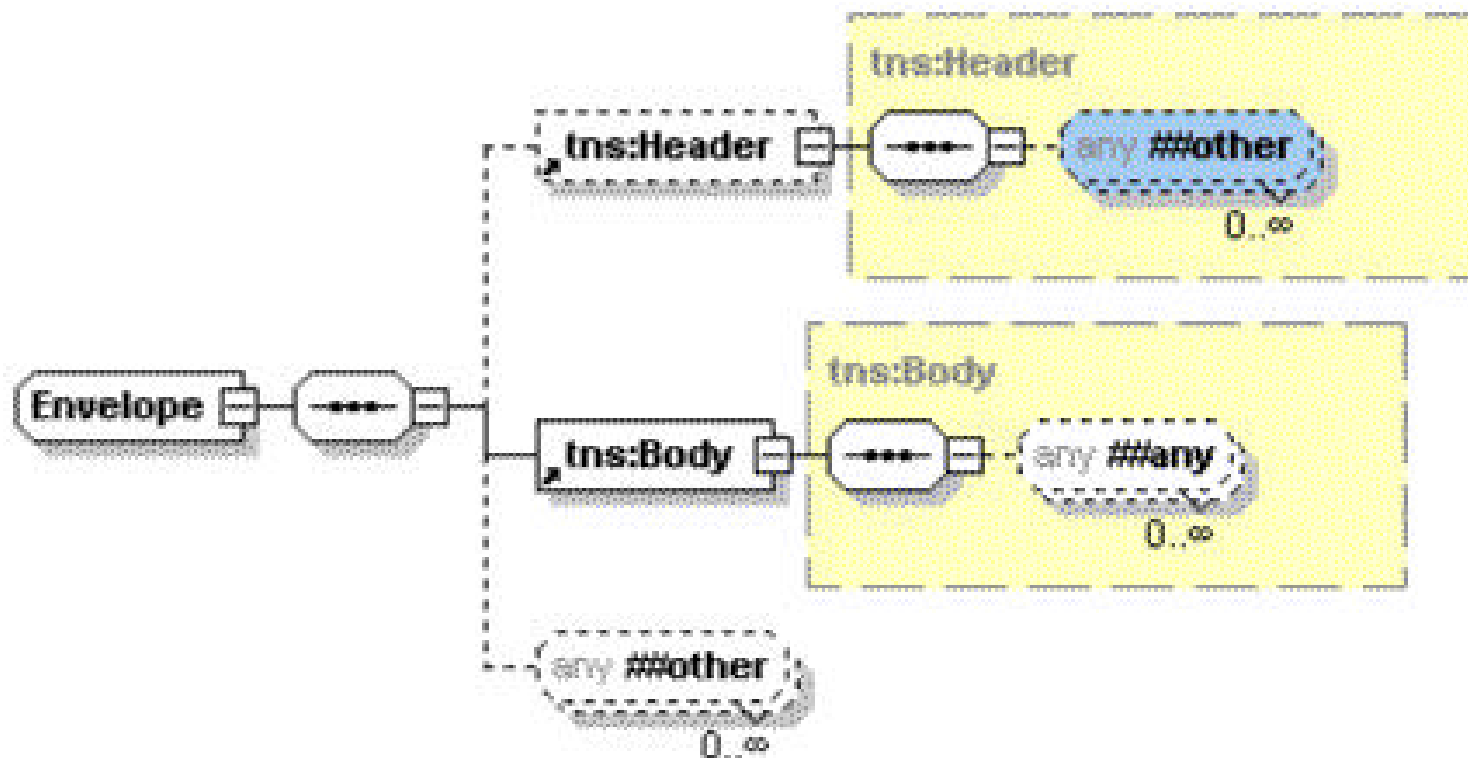 tns:Header
tns:Header
any ##other
0..∞
Envelope
tns:Body
tns:Body
any ##any
0..∞
any ##other
0..∞